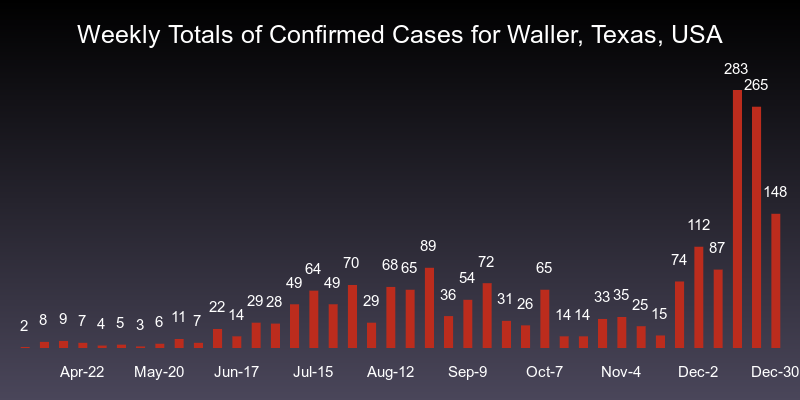 Weekly Totals of Confirmed Cases for Waller, Texas, USA
2 8 9 7 4 5 3 6 11 7 22 14 29 28 49 64 49 70 29 68 65 89 36 54 72 31 26 65 14 14 33 35 25 15 74 112 87 283 265 148
Apr-22 May-20 Jun-17 Jul-15 Aug-12 Sep-9 Oct-7 Nov-4 Dec-2 Dec-30